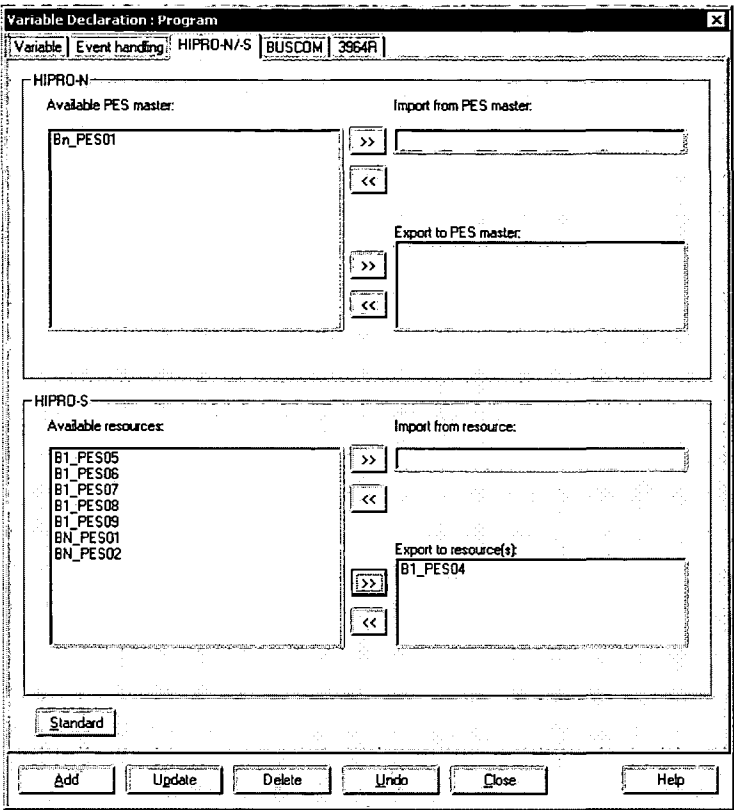 Variable Declaration : Program
Variable Event handling HIPRO-N/-S BUSCOM 3964R
HIPRO-N
Available PES master: Import from PES master:
Bn_PES01 >>
<<
Export to PES master:
>>
<<
HIPRO-S
Available resources: Import from resource:
B1_PES05 >>
B1_PES06
B1_PES07 <<
B1_PES08
B1_PES09
BN_PES01
BN_PES02 Export to resource(s):
>> B1_PES04
<<
Standard
Add Update Delete Undo Close Help